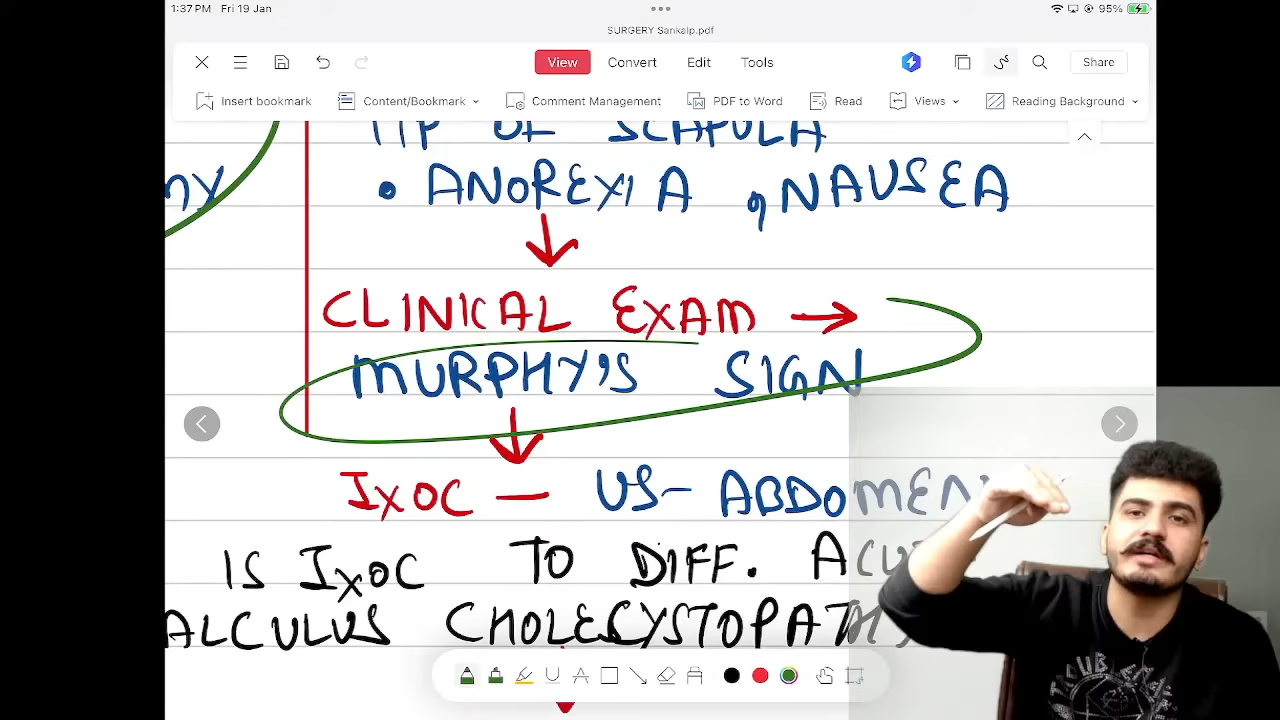 1:37 PM Fri 19 Jan
95%
SURGERY Sankalp.pdf
View Convert Edit Tools
Share
Insert bookmark Content/Bookmark Comment Management PDF to Word Read Views Reading Background
TIP OF SCAPULA
• ANOREXIA , NAUSEA
CLINICAL EXAM →
MURPHY'S SIGN
IxOC — US- ABDOMEN
IS IxOC TO DIFF.
CHOLECYSTOPATHY